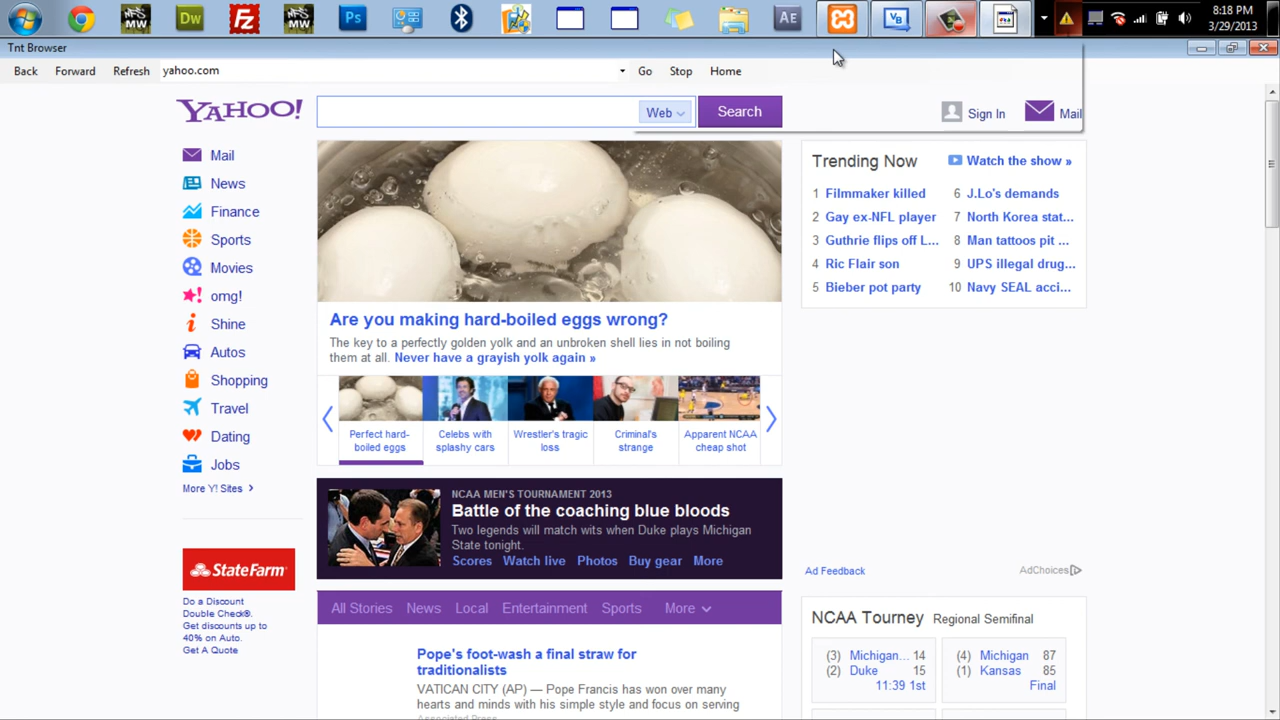 Dw
Fz
NFS
MW
NFS
MW
Ps
AE
VB
8:18 PM
3/29/2013
Tnt Browser
Back
Forward
Refresh
yahoo.com
Go
Stop
Home
YAHOO!
Web
Search
Sign In
Mail
Mail
News
Finance
Sports
Movies
omg!
Shine
Autos
Shopping
Travel
Dating
Jobs
More Y! Sites >
StateFarm
Do a Discount
Double Check®.
Get discounts up to
40% on Auto.
Get A Quote
Are you making hard-boiled eggs wrong?
The key to a perfectly golden yolk and an unbroken shell lies in not boiling
them at all. Never have a grayish yolk again »
Perfect hard-
boiled eggs
Celebs with
splashy cars
Wrestler's tragic
loss
Criminal's
strange
Apparent NCAA
cheap shot
NCAA MEN'S TOURNAMENT 2013
Battle of the coaching blue bloods
Two legends will match wits when Duke plays Michigan
State tonight.
Scores Watch live Photos Buy gear More
All Stories News Local Entertainment Sports More
Pope's foot-wash a final straw for
traditionalists
VATICAN CITY (AP) — Pope Francis has won over many
hearts and minds with his simple style and focus on serving
Associated Press
Trending Now
Watch the show »
1 Filmmaker killed
2 Gay ex-NFL player
3 Guthrie flips off L...
4 Ric Flair son
5 Bieber pot party
6 J.Lo's demands
7 North Korea stat...
8 Man tattoos pit ...
9 UPS illegal drug...
10 Navy SEAL acci...
Ad Feedback
AdChoices
NCAA Tourney Regional Semifinal
(3) Michigan... 14
(2) Duke 15
11:39 1st
(4) Michigan 87
(1) Kansas 85
Final